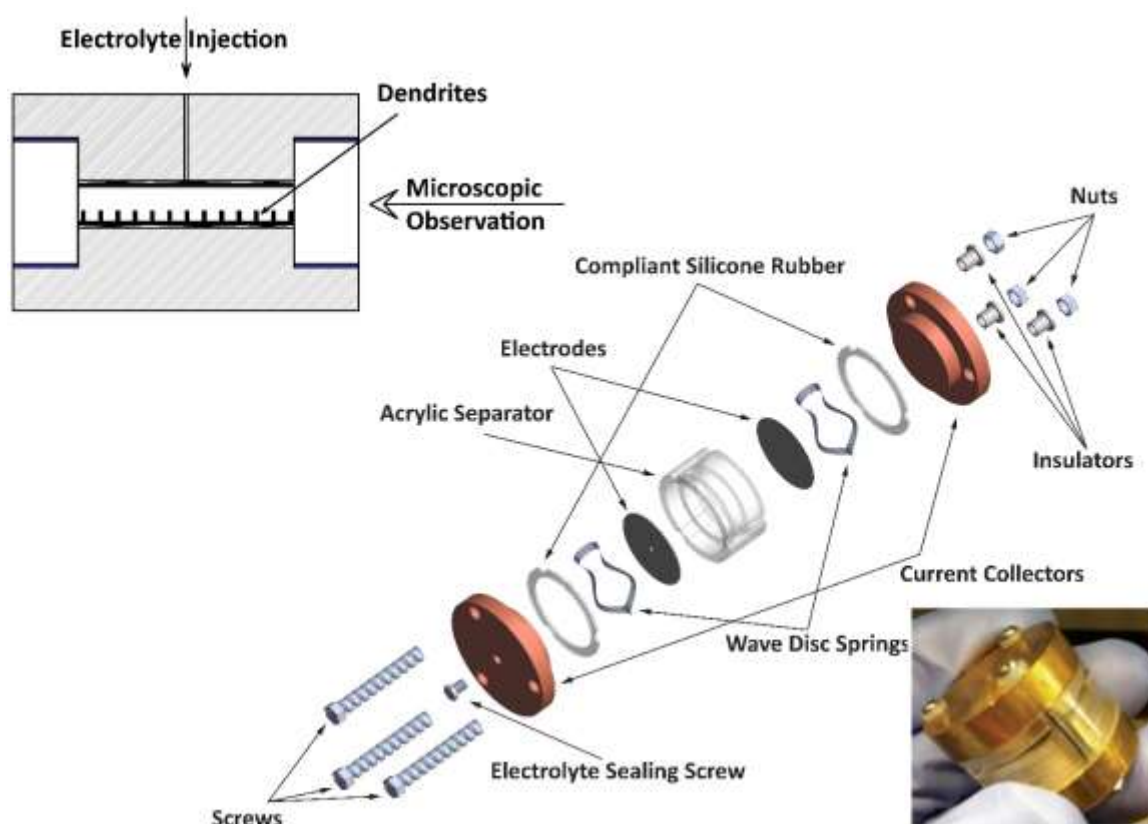 Electrolyte Injection
Dendrites
Microscopic
Observation
Nuts
Compliant Silicone Rubber
Electrodes
Acrylic Separator
Insulators
Current Collectors
Wave Disc Springs
Electrolyte Sealing Screw
Screws